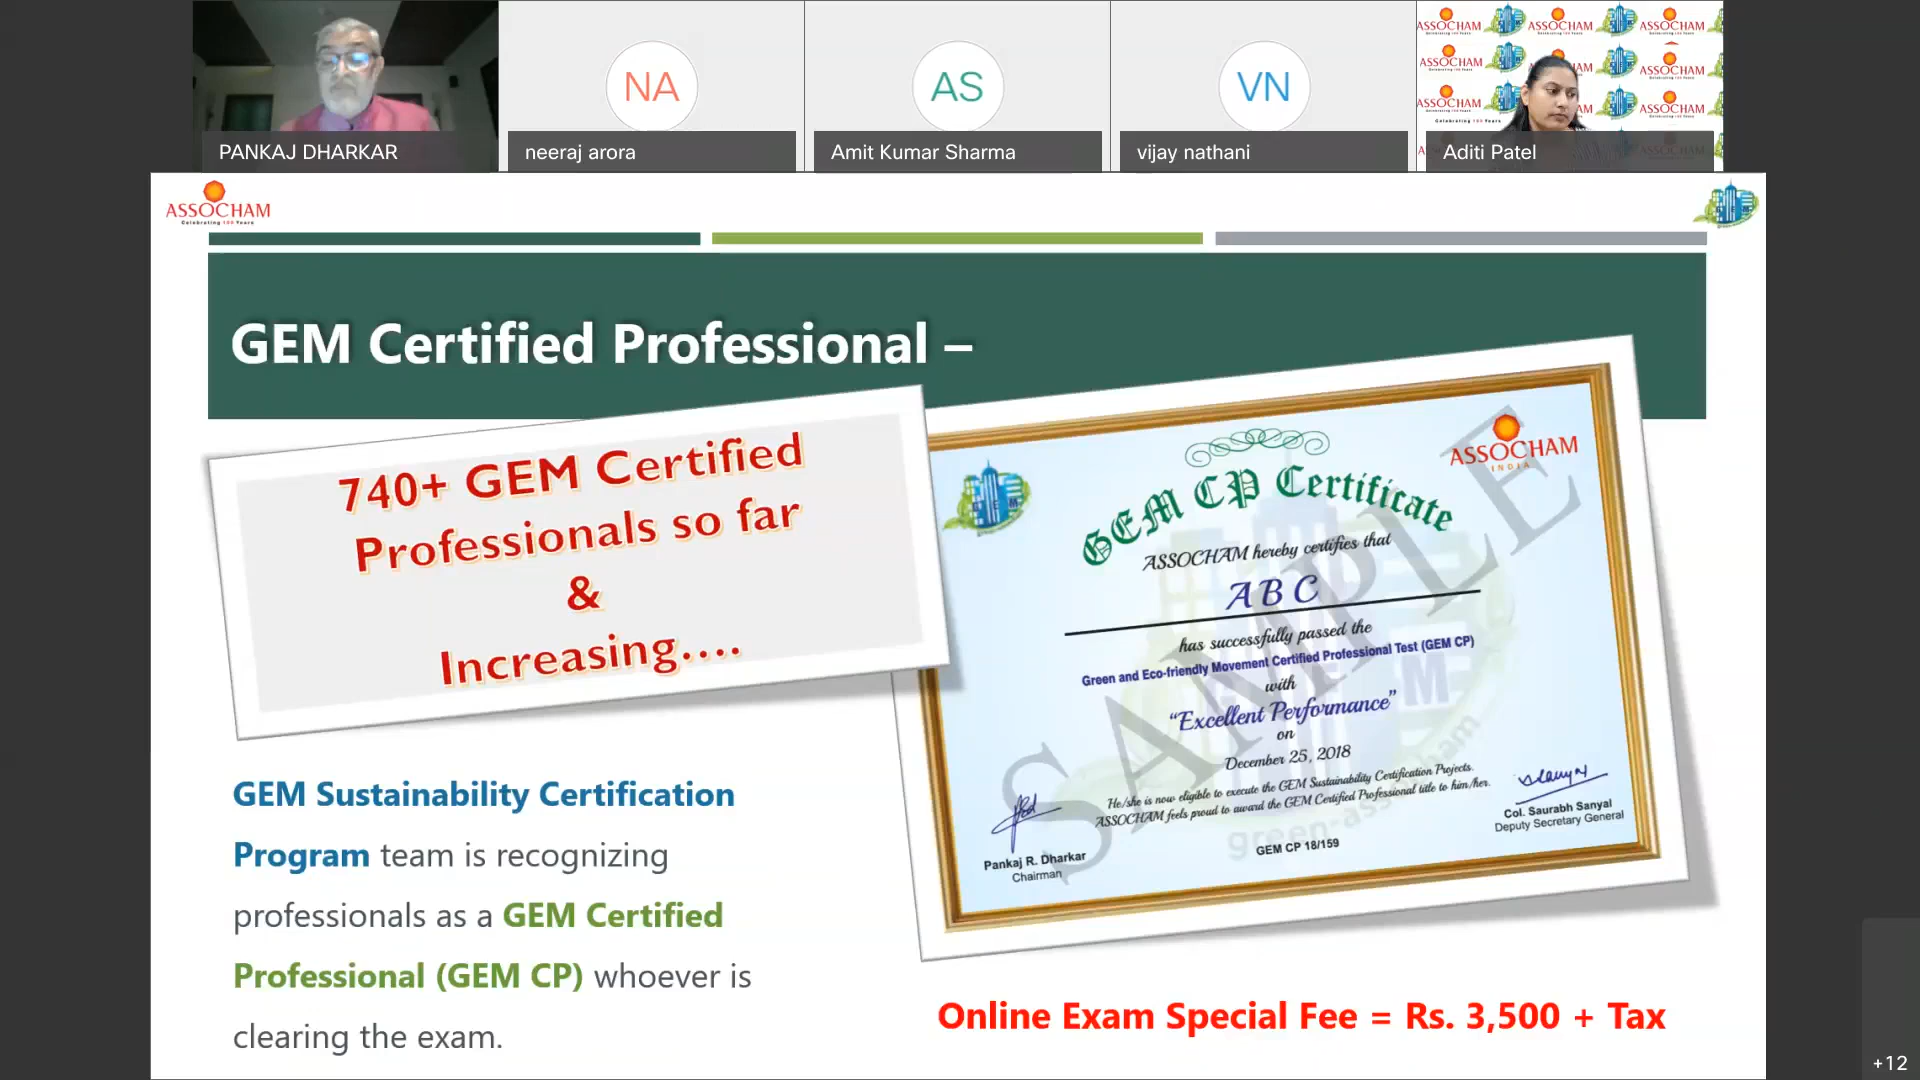 NA
AS
VN
PANKAJ DHARKAR
neeraj arora
Amit Kumar Sharma
vijay nathani
Aditi Patel
ASSOCHAM
Celebrating 100 Years
GEM Certified Professional –
740+ GEM Certified
Professionals so far
&
Increasing....
ASSOCHAM
INDIA
GEM CP Certificate
ASSOCHAM hereby certifies that
A B C
has successfully passed the
Green and Eco-friendly Movement Certified Professional Test (GEM CP)
with
“Excellent Performance”
on
December 25, 2018
He/she is now eligible to execute the GEM Sustainability Certification Projects.
ASSOCHAM feels proud to award the GEM Certified Professional title to him/her.
SAMPLE
Pankaj R. Dharkar
Chairman
GEM CP 18/159
Col. Saurabh Sanyal
Deputy Secretary General
GEM Sustainability Certification
Program team is recognizing
professionals as a GEM Certified
Professional (GEM CP) whoever is
clearing the exam.
Online Exam Special Fee = Rs. 3,500 + Tax
+12